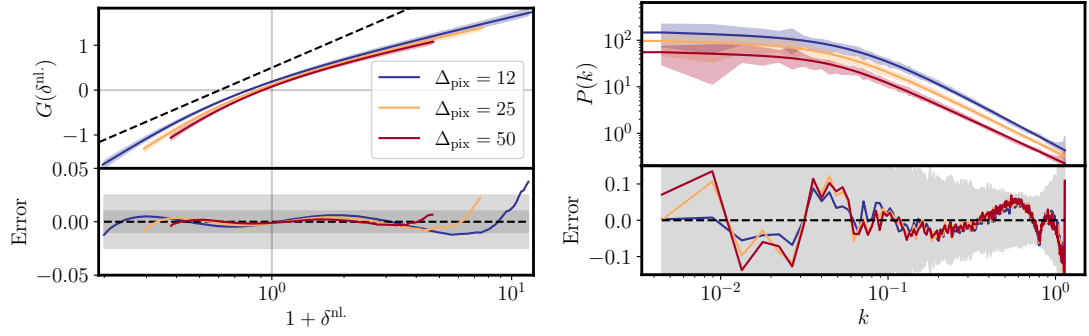 G(δ^{nl.})
1
0
−1
Δ_pix = 12
Δ_pix = 25
Δ_pix = 50
Error
0.05
0.00
−0.05
10^0
10^1
1 + δ^{nl.}
P(k)
10^2
10^1
10^0
Error
0.1
0.0
−0.1
10^{−2}
10^{−1}
10^0
k